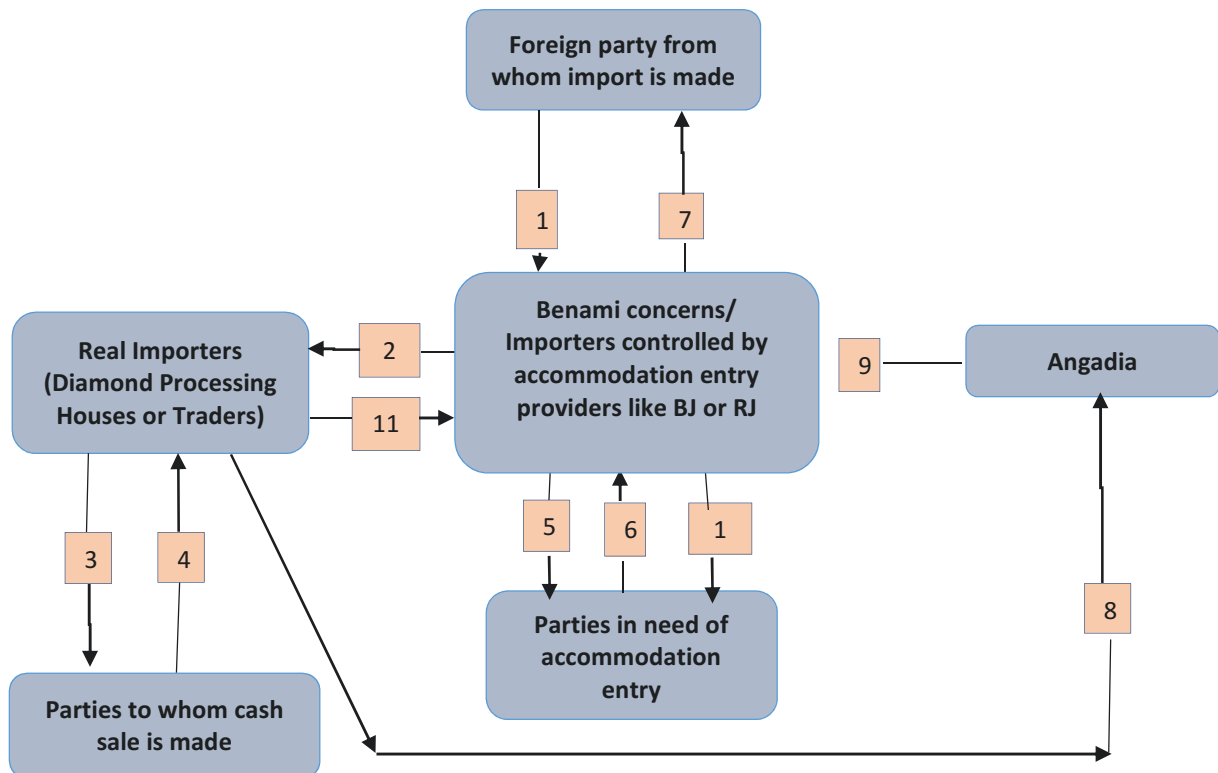 Foreign party from
whom import is made
1
7
Benami concerns/
Importers controlled by
accommodation entry
providers like BJ or RJ
Real Importers
(Diamond Processing
Houses or Traders)
2
11
9
Angadia
3
4
5
6
1
8
Parties in need of
accommodation
entry
Parties to whom cash
sale is made